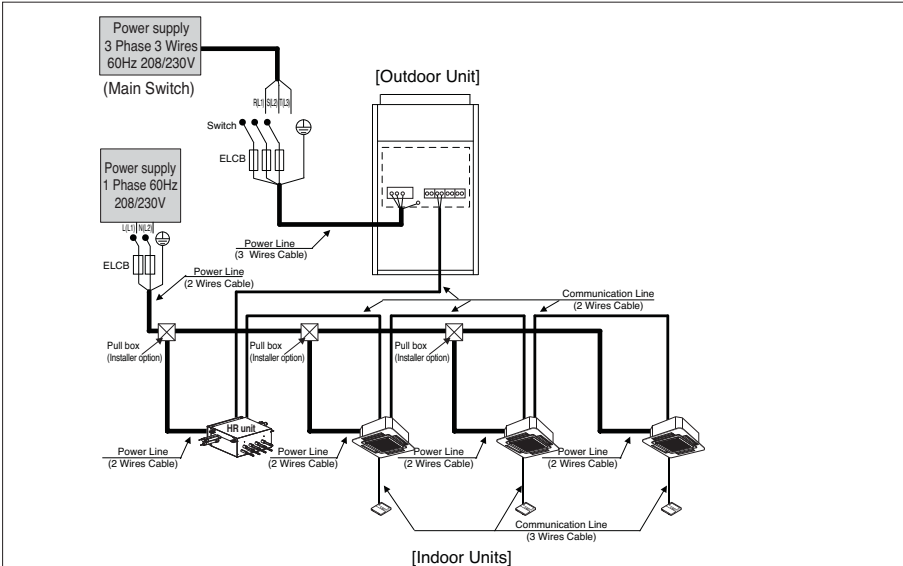 Power supply
3 Phase 3 Wires
60Hz 208/230V
(Main Switch)
[Outdoor Unit]
R(L1) S(L2) T(L3)
Switch
ELCB
Power supply
1 Phase 60Hz
208/230V
L(L1) N(L2)
ELCB
Power Line
(3 Wires Cable)
Power Line
(2 Wires Cable)
Communication Line
(2 Wires Cable)
Pull box
(Installer option)
Pull box
(Installer option)
Pull box
(Installer option)
HR unit
Power Line
(2 Wires Cable)
Power Line
(2 Wires Cable)
Power Line
(2 Wires Cable)
Power Line
(2 Wires Cable)
Communication Line
(3 Wires Cable)
[Indoor Units]